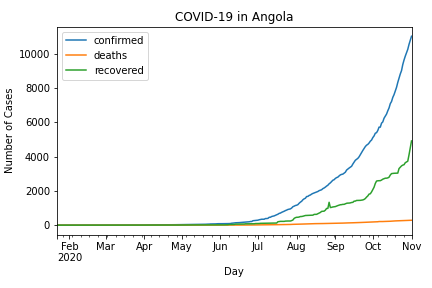 COVID-19 in Angola
confirmed
deaths
recovered
Number of Cases
10000
8000
6000
4000
2000
0
Feb Mar Apr May Jun Jul Aug Sep Oct Nov
2020
Day